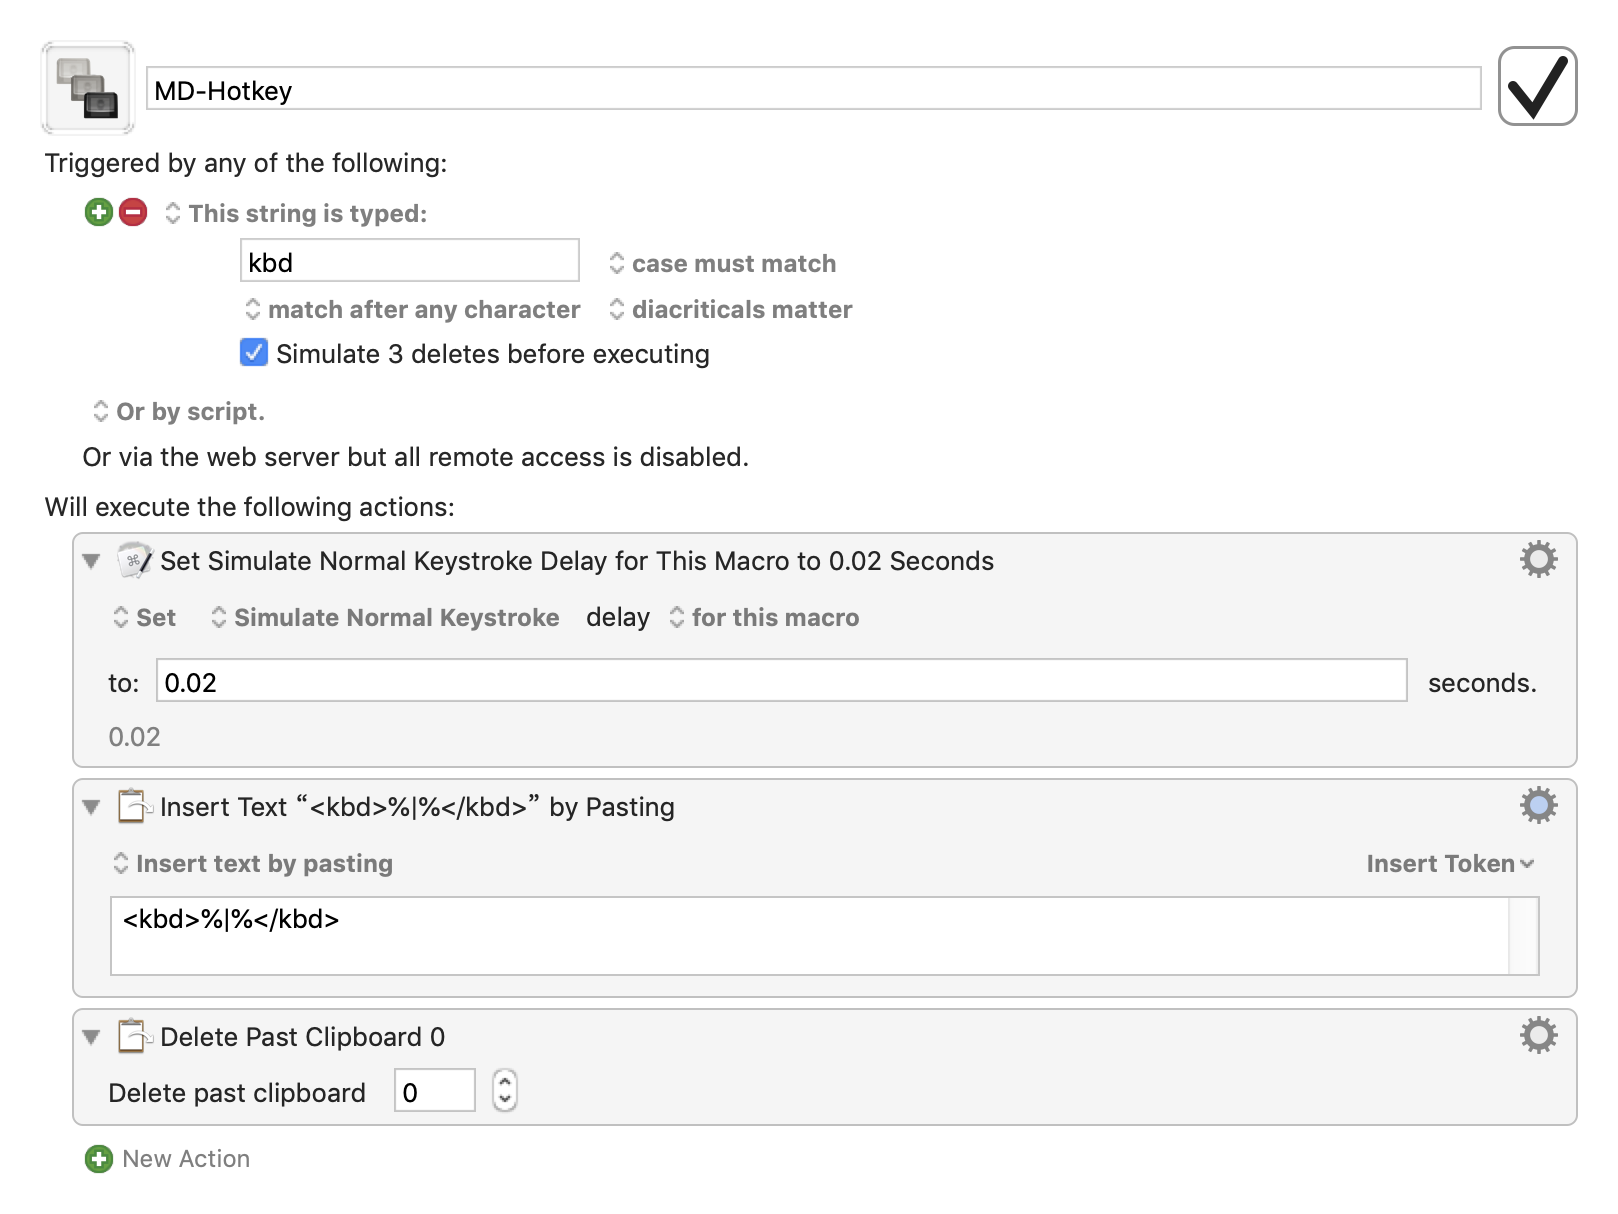 MD-Hotkey
Triggered by any of the following:
This string is typed:
kbd case must match
match after any character diacriticals matter
Simulate 3 deletes before executing
Or by script.
Or via the web server but all remote access is disabled.
Will execute the following actions:
Set Simulate Normal Keystroke Delay for This Macro to 0.02 Seconds
Set Simulate Normal Keystroke delay for this macro
to: 0.02 seconds.
0.02
Insert Text “<kbd>%|%</kbd>” by Pasting
Insert text by pasting Insert Token
<kbd>%|%</kbd>
Delete Past Clipboard 0
Delete past clipboard 0
New Action